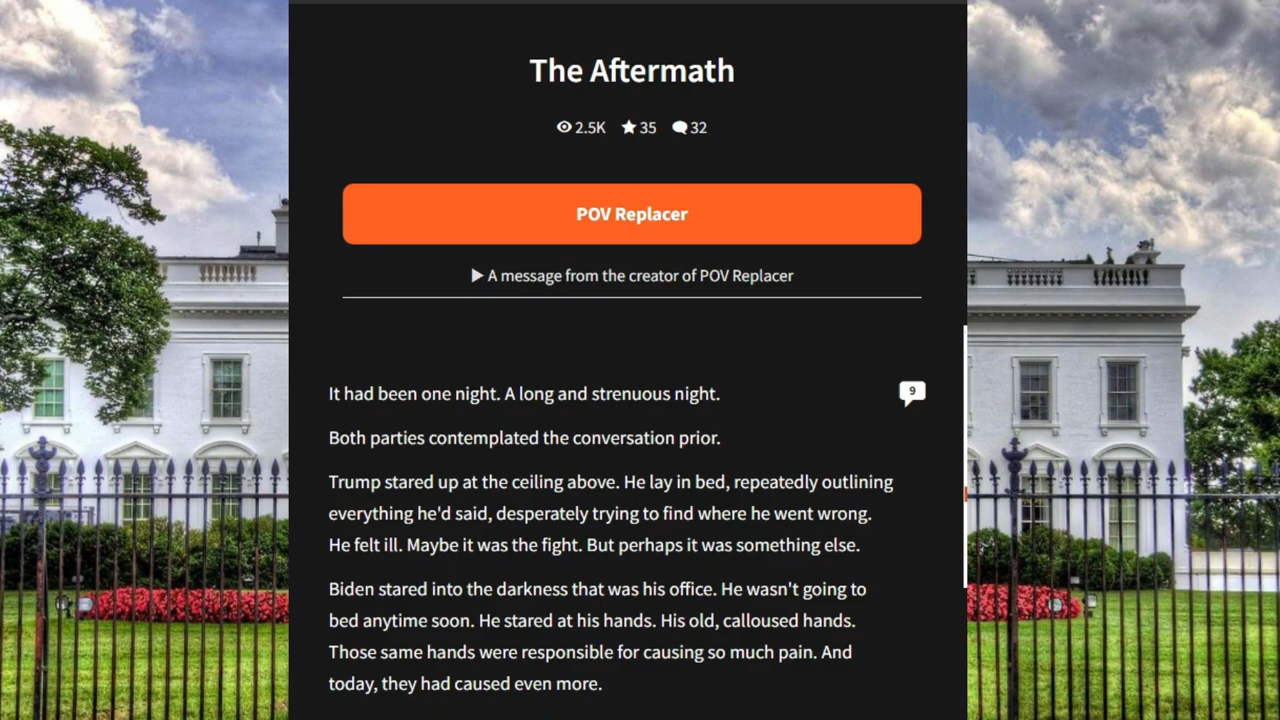 The Aftermath
2.5K 35 32
POV Replacer
▶ A message from the creator of POV Replacer
It had been one night. A long and strenuous night.
9
Both parties contemplated the conversation prior.
Trump stared up at the ceiling above. He lay in bed, repeatedly outlining
everything he'd said, desperately trying to find where he went wrong.
He felt ill. Maybe it was the fight. But perhaps it was something else.
Biden stared into the darkness that was his office. He wasn't going to
bed anytime soon. He stared at his hands. His old, calloused hands.
Those same hands were responsible for causing so much pain. And
today, they had caused even more.